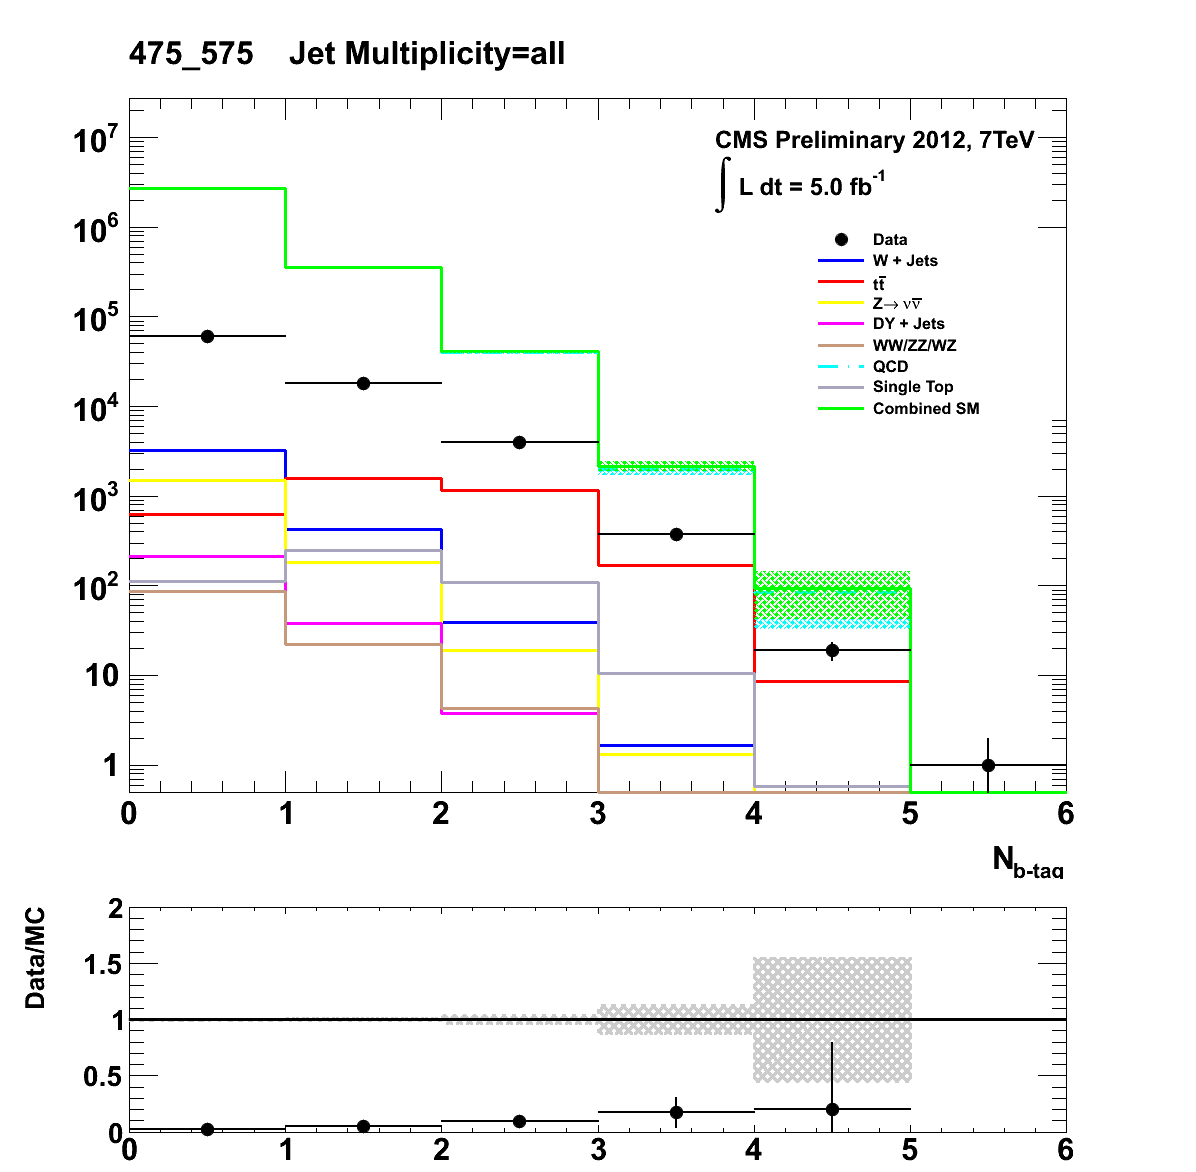 475_575 Jet Multiplicity=all
CMS Preliminary 2012, 7TeV
∫ L dt = 5.0 fb⁻¹
Data
W + Jets
tt̅
Z→ νν̅
DY + Jets
WW/ZZ/WZ
QCD
Single Top
Combined SM
10⁷
10⁶
10⁵
10⁴
10³
10²
10
1
0 1 2 3 4 5 6
N b-tag
Data/MC
2
1.5
1
0.5
0
0 1 2 3 4 5 6